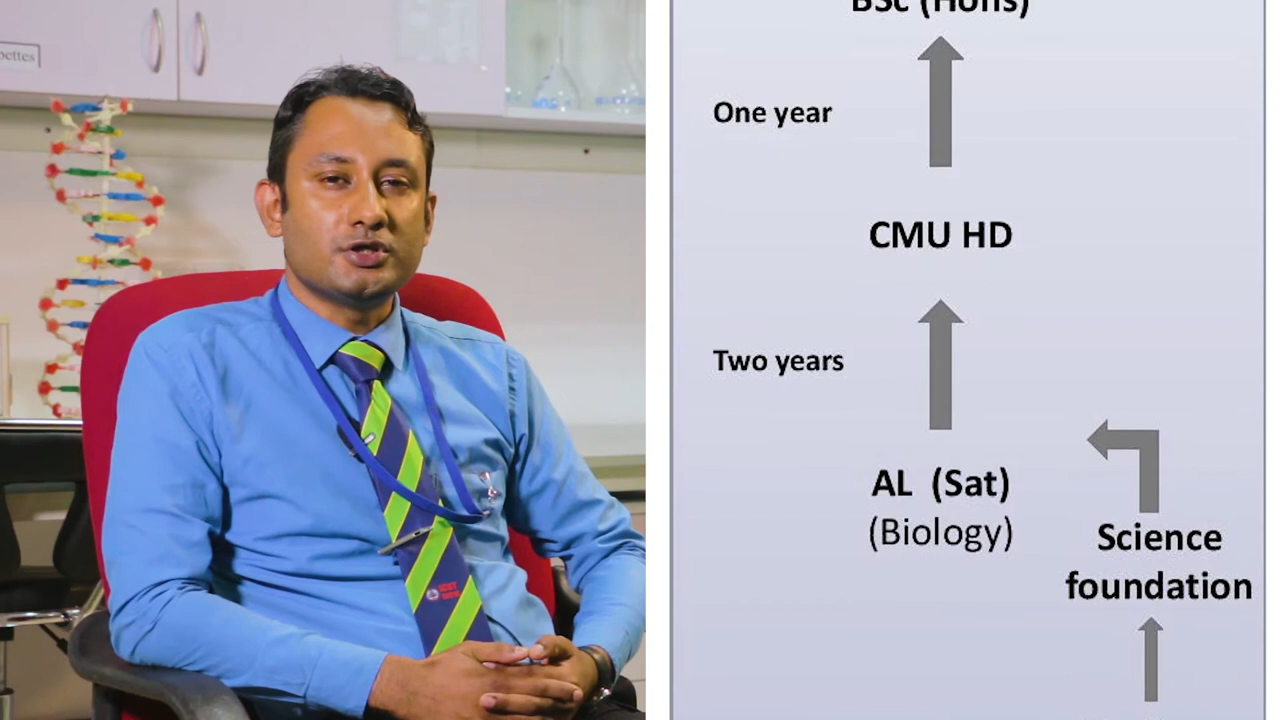 BSc (Hons)
One year
CMU HD
Two years
AL (Sat)
(Biology)
Science
foundation